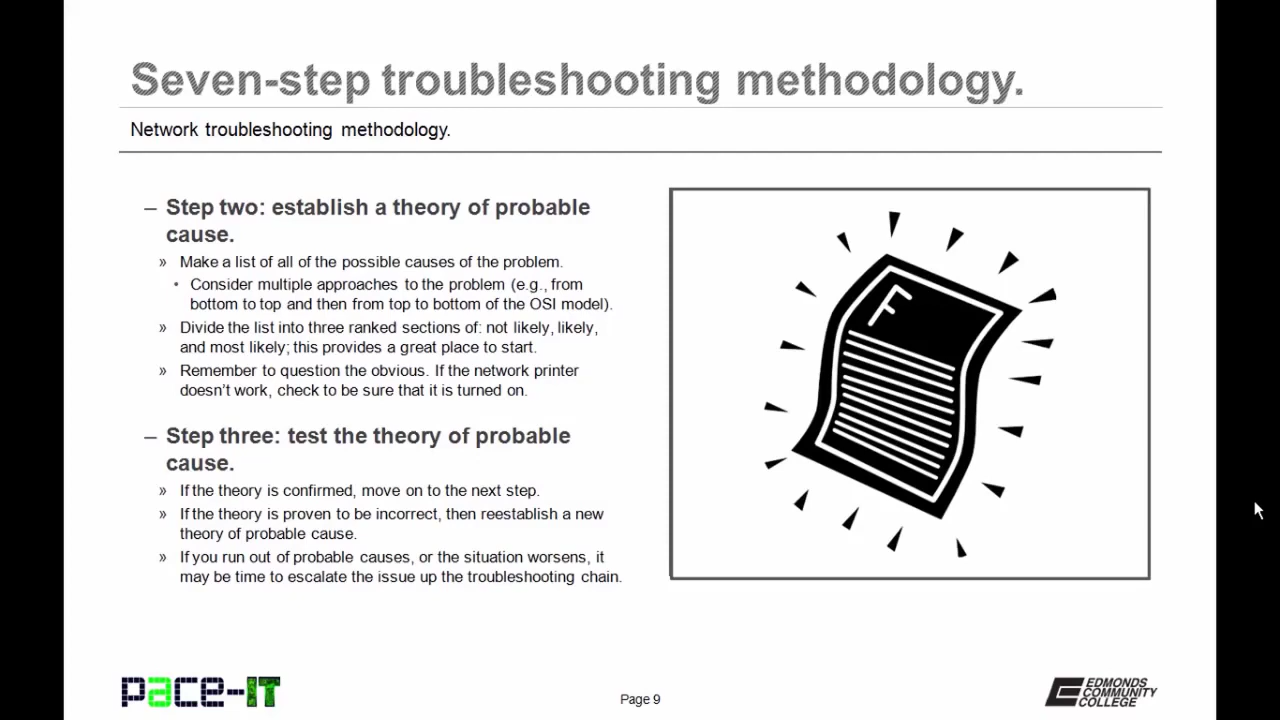 Seven-step troubleshooting methodology.
Network troubleshooting methodology.
– Step two: establish a theory of probable
cause.
» Make a list of all of the possible causes of the problem.
• Consider multiple approaches to the problem (e.g., from
bottom to top and then from top to bottom of the OSI model).
» Divide the list into three ranked sections of: not likely, likely,
and most likely; this provides a great place to start.
» Remember to question the obvious. If the network printer
doesn’t work, check to be sure that it is turned on.
– Step three: test the theory of probable
cause.
» If the theory is confirmed, move on to the next step.
» If the theory is proven to be incorrect, then reestablish a new
theory of probable cause.
» If you run out of probable causes, or the situation worsens, it
may be time to escalate the issue up the troubleshooting chain.
F
pace-IT
Page 9
EDMONDS
COMMUNITY
COLLEGE